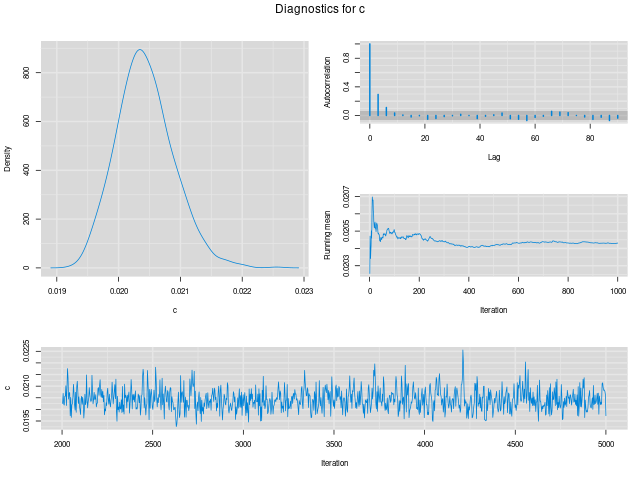 Diagnostics for c
Density
0 200 400 600 800
0.019 0.020 0.021 0.022 0.023
c
Autocorrelation
0.0 0.4 0.8
0 20 40 60 80
Lag
Running mean
0.0203 0.0205 0.0207
0 200 400 600 800 1000
Iteration
c
0.0195 0.0210 0.0225
2000 2500 3000 3500 4000 4500 5000
Iteration